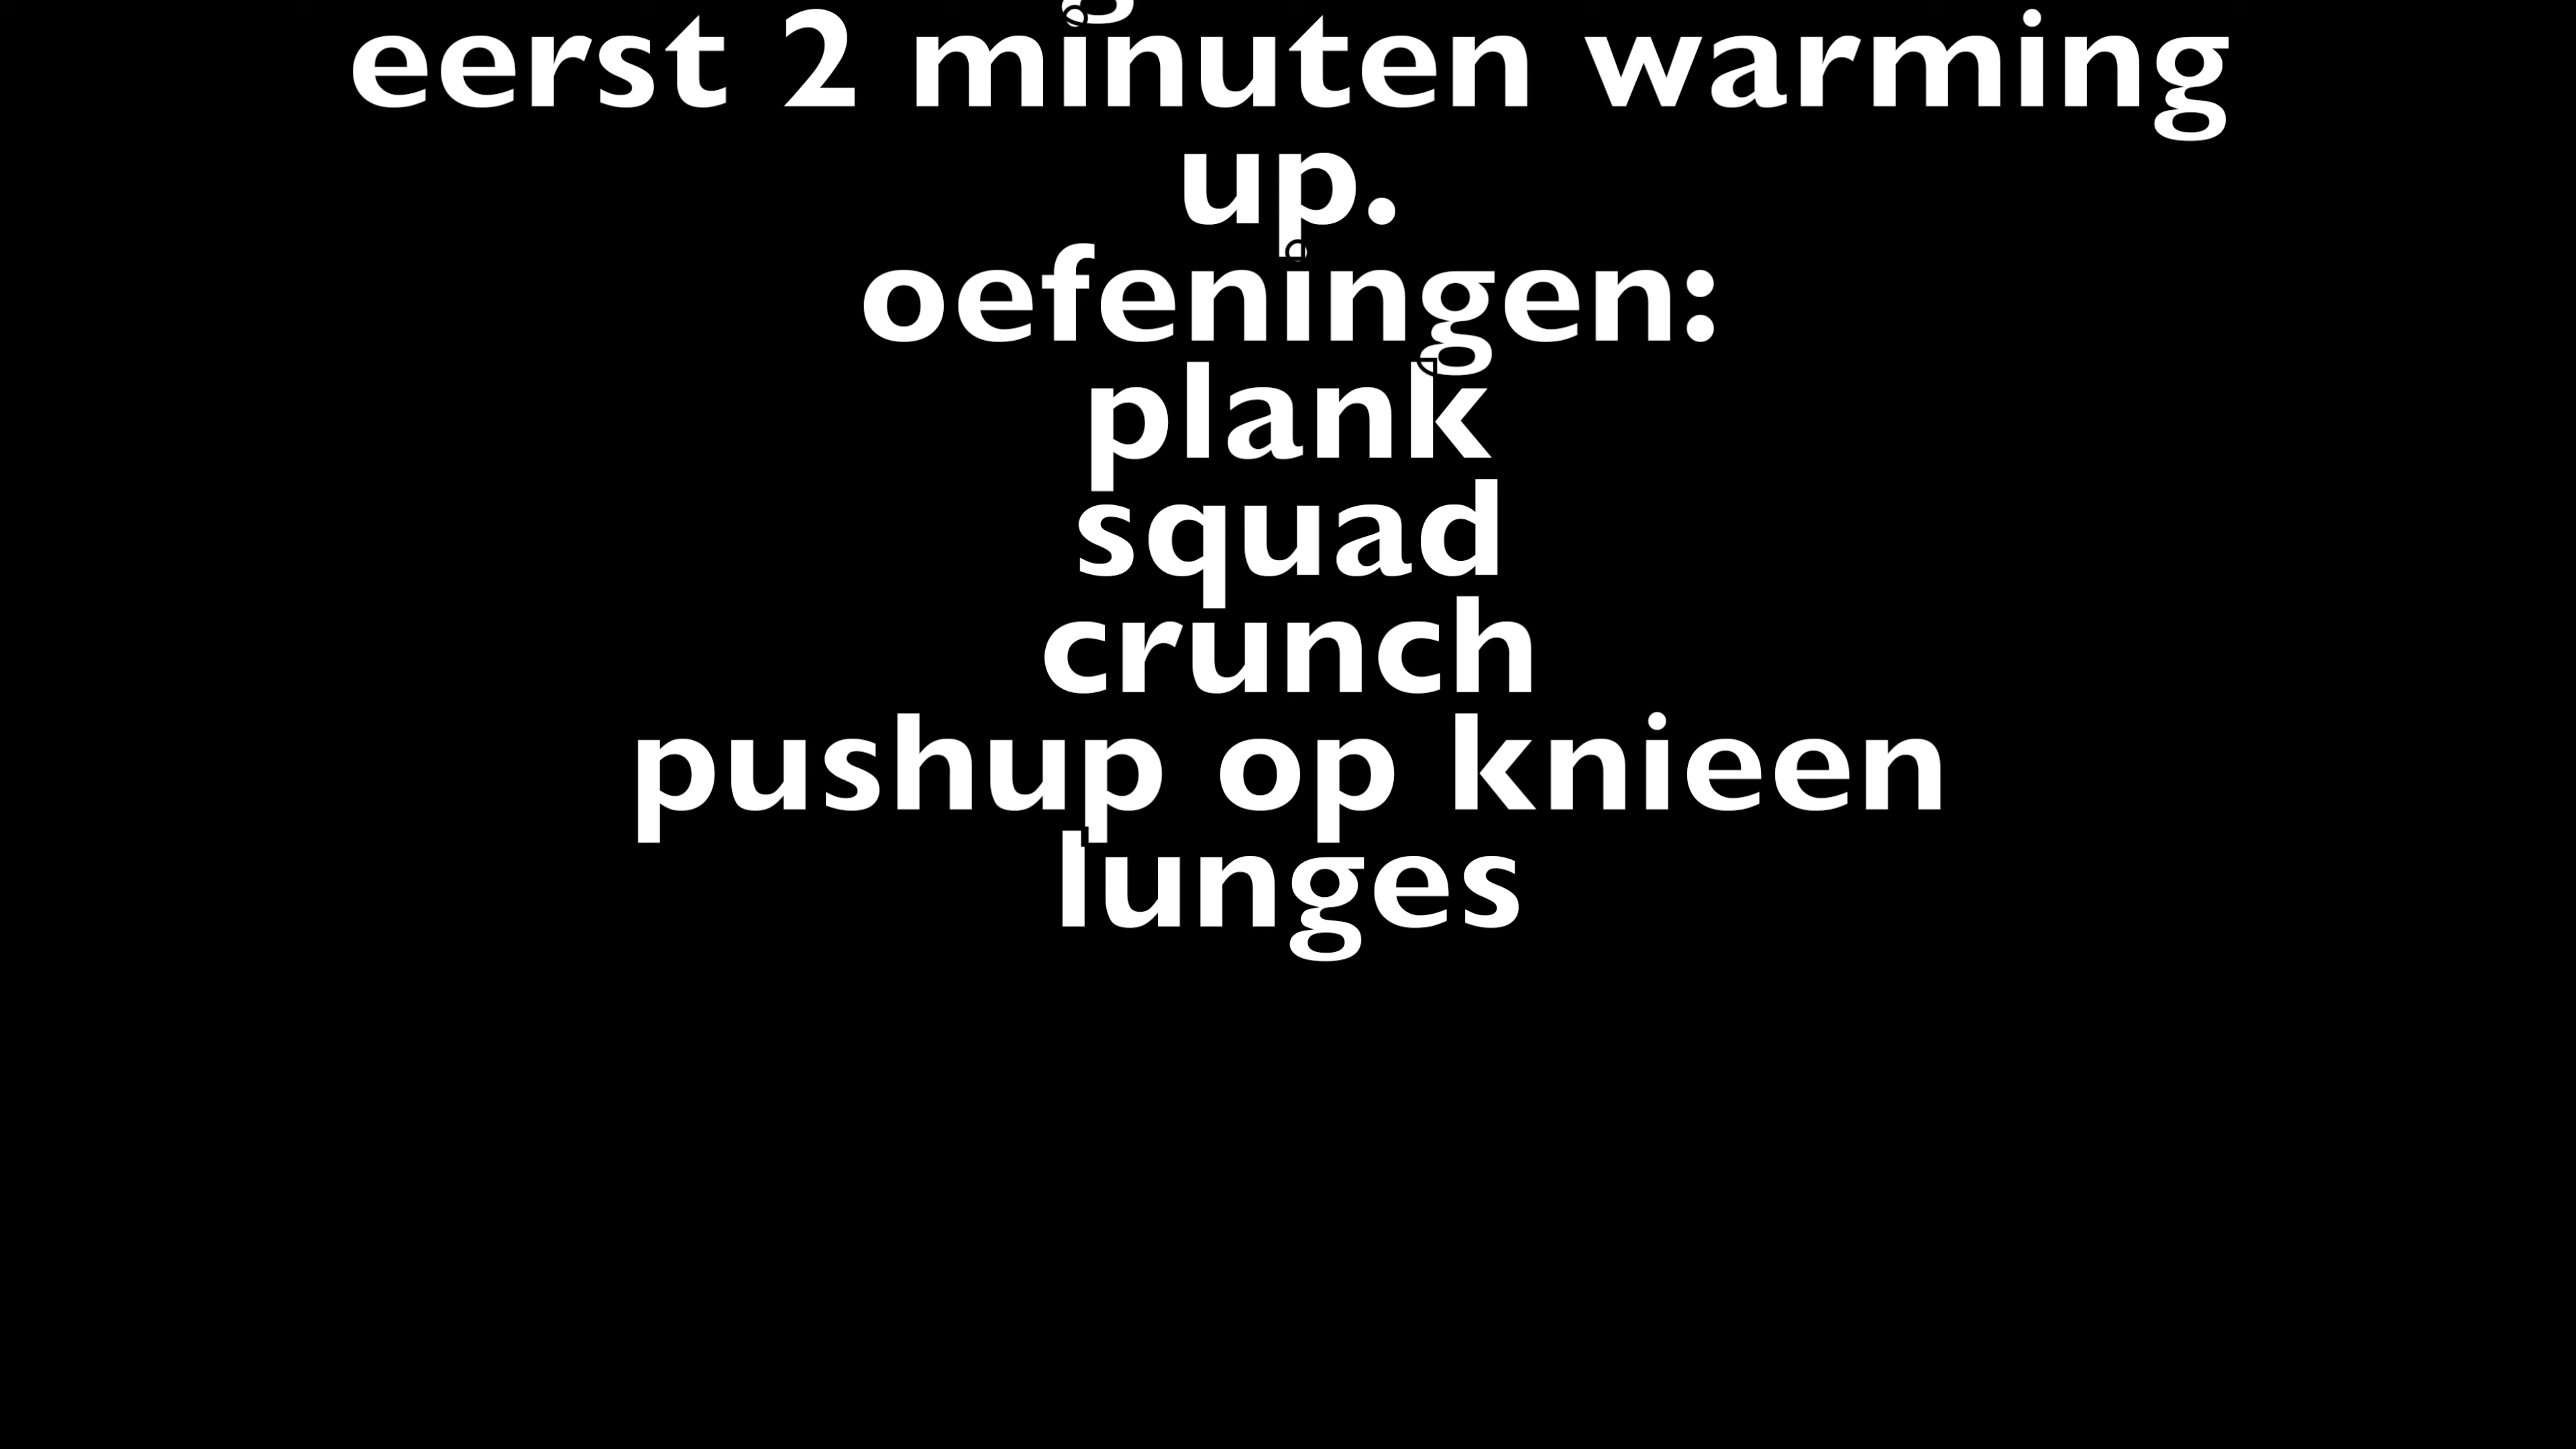 eerst 2 minuten warming
up.
oefeningen:
plank
squad
crunch
pushup op knieen
lunges